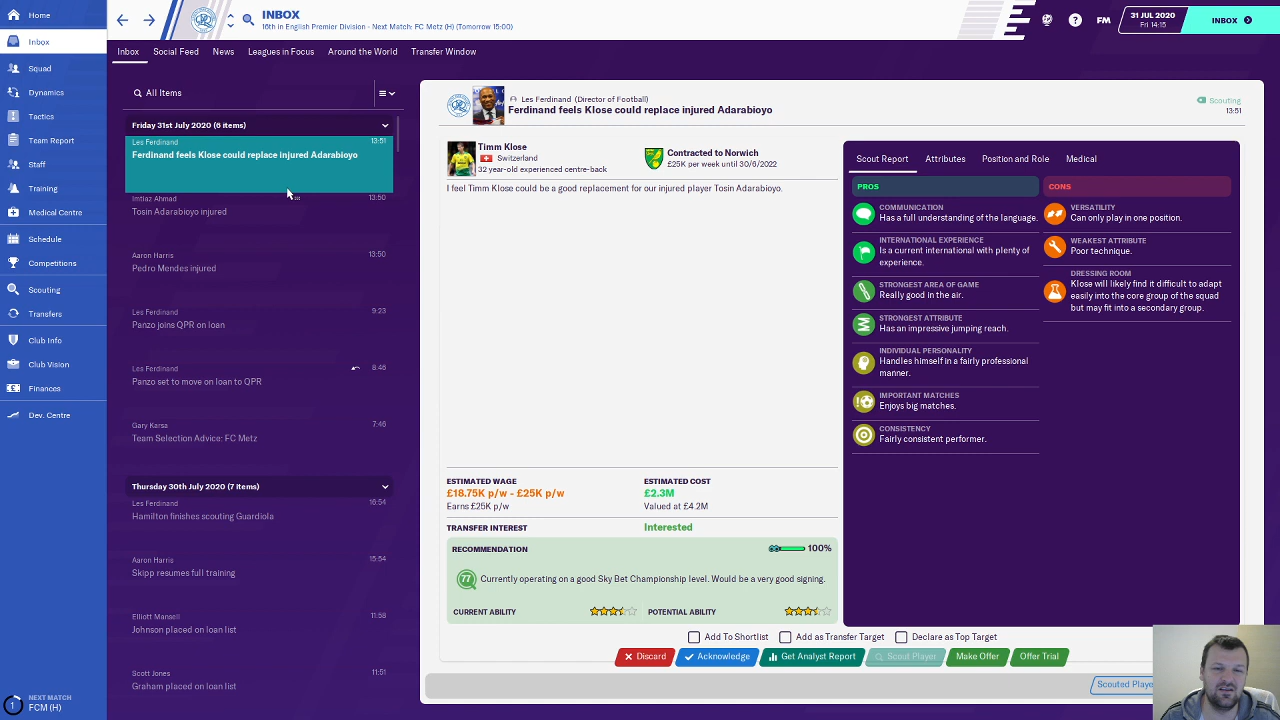 Home
Inbox
Squad
Dynamics
Tactics
Team Report
Staff
Training
Medical Centre
Schedule
Competitions
Scouting
Transfers
Club Info
Club Vision
Finances
Dev. Centre
1 NEXT MATCH
FCM (H)
INBOX
16th in English Premier Division - Next Match: FC Metz (H) (Tomorrow 15:00)
? FM
31 JUL 2020
Fri 14:15
INBOX
Inbox Social Feed News Leagues in Focus Around the World Transfer Window
All Items
Friday 31st July 2020 (6 items)
Les Ferdinand 13:51
Ferdinand feels Klose could replace injured Adarabioyo
Imtiaz Ahmad 13:50
Tosin Adarabioyo injured
Aaron Harris 13:50
Pedro Mendes injured
Les Ferdinand 9:23
Panzo joins QPR on loan
Les Ferdinand 8:46
Panzo set to move on loan to QPR
Gary Karsa 7:46
Team Selection Advice: FC Metz
Thursday 30th July 2020 (7 items)
Les Ferdinand 16:54
Hamilton finishes scouting Guardiola
Aaron Harris 15:54
Skipp resumes full training
Elliott Mansell 11:58
Johnson placed on loan list
Scott Jones 11:51
Graham placed on loan list
Les Ferdinand (Director of Football)
Ferdinand feels Klose could replace injured Adarabioyo
Scouting
13:51
Timm Klose
Switzerland
32 year-old experienced centre-back
Contracted to Norwich
£25K per week until 30/6/2022
I feel Timm Klose could be a good replacement for our injured player Tosin Adarabioyo.
ESTIMATED WAGE
£18.75K p/w - £25K p/w
Earns £25K p/w
ESTIMATED COST
£2.3M
Valued at £4.2M
TRANSFER INTEREST Interested
RECOMMENDATION 100%
77 Currently operating on a good Sky Bet Championship level. Would be a very good signing.
CURRENT ABILITY POTENTIAL ABILITY
Scout Report Attributes Position and Role Medical
PROS
COMMUNICATION
Has a full understanding of the language.
INTERNATIONAL EXPERIENCE
Is a current international with plenty of
experience.
STRONGEST AREA OF GAME
Really good in the air.
STRONGEST ATTRIBUTE
Has an impressive jumping reach.
INDIVIDUAL PERSONALITY
Handles himself in a fairly professional
manner.
IMPORTANT MATCHES
Enjoys big matches.
CONSISTENCY
Fairly consistent performer.
CONS
VERSATILITY
Can only play in one position.
WEAKEST ATTRIBUTE
Poor technique.
DRESSING ROOM
Klose will likely find it difficult to adapt
easily into the core group of the squad
but may fit into a secondary group.
Add To Shortlist Add as Transfer Target Declare as Top Target
Discard Acknowledge Get Analyst Report Scout Player Make Offer Offer Trial
Scouted Playe